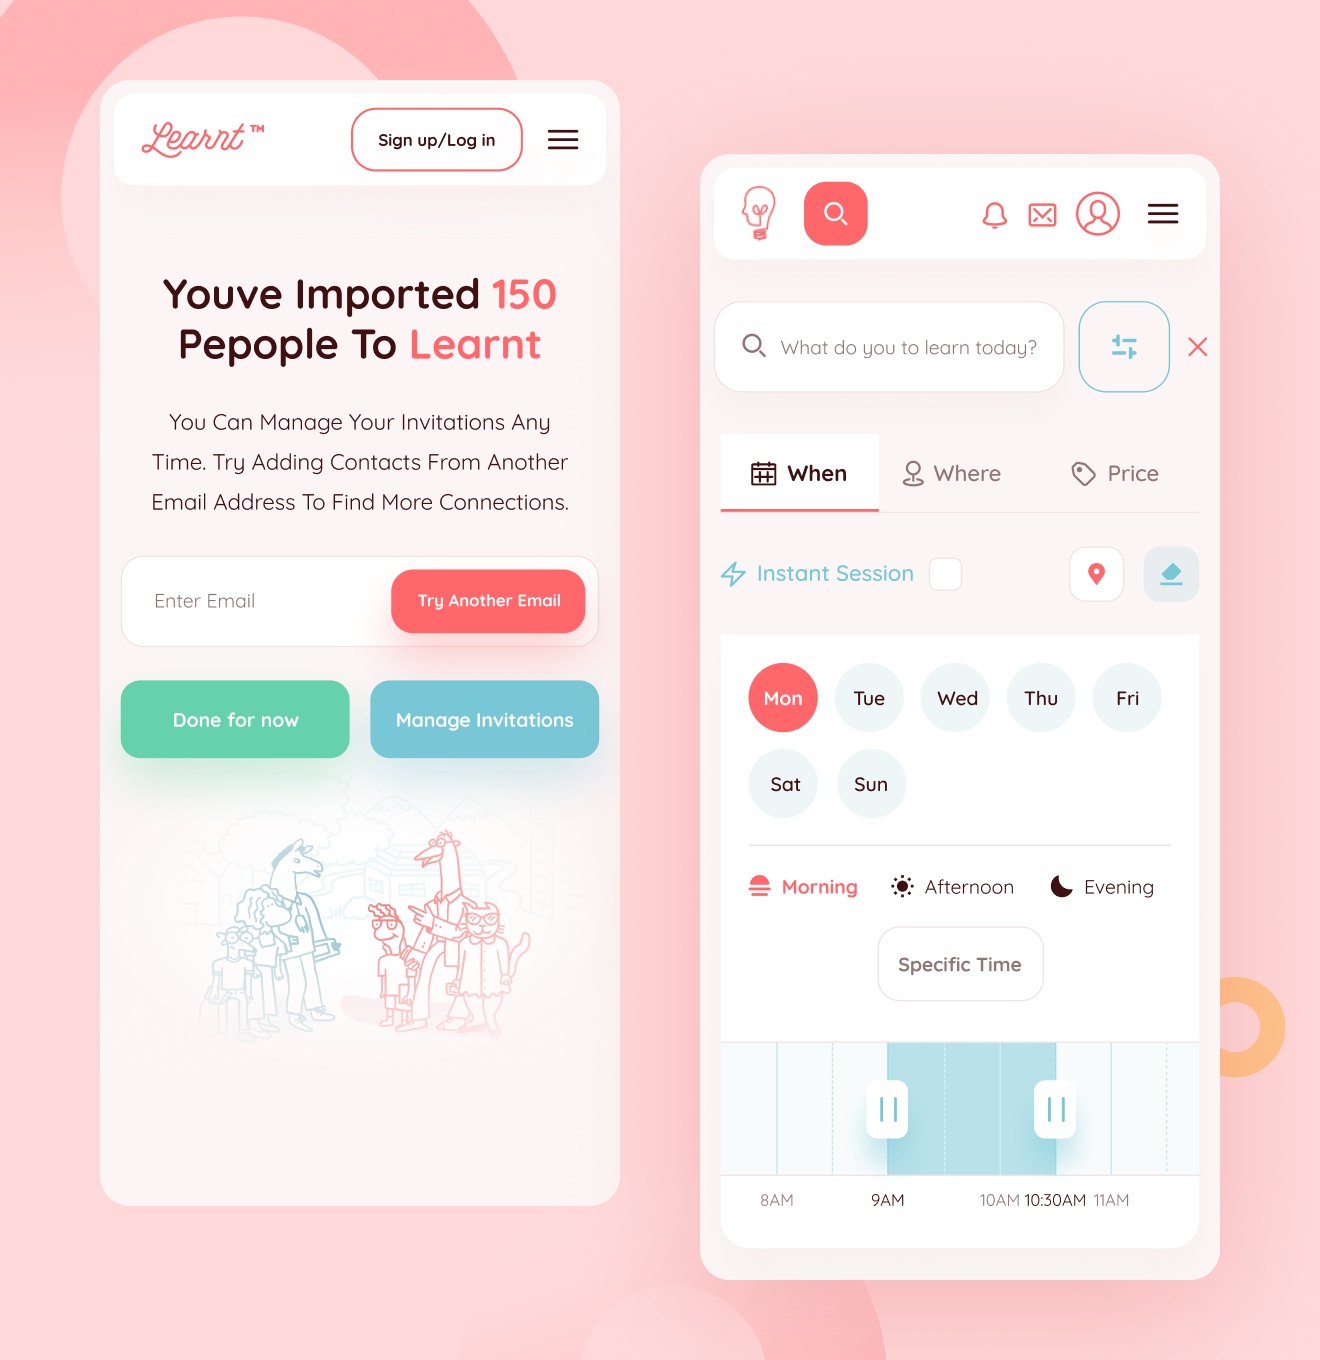 Learnt ™
Sign up/Log in
Youve Imported 150
Pepople To Learnt
You Can Manage Your Invitations Any
Time. Try Adding Contacts From Another
Email Address To Find More Connections.
Enter Email
Try Another Email
Done for now
Manage Invitations
What do you to learn today?
When
Where
Price
Instant Session
Mon Tue Wed Thu Fri
Sat Sun
Morning
Afternoon
Evening
Specific Time
8AM 9AM 10AM 10:30AM 11AM